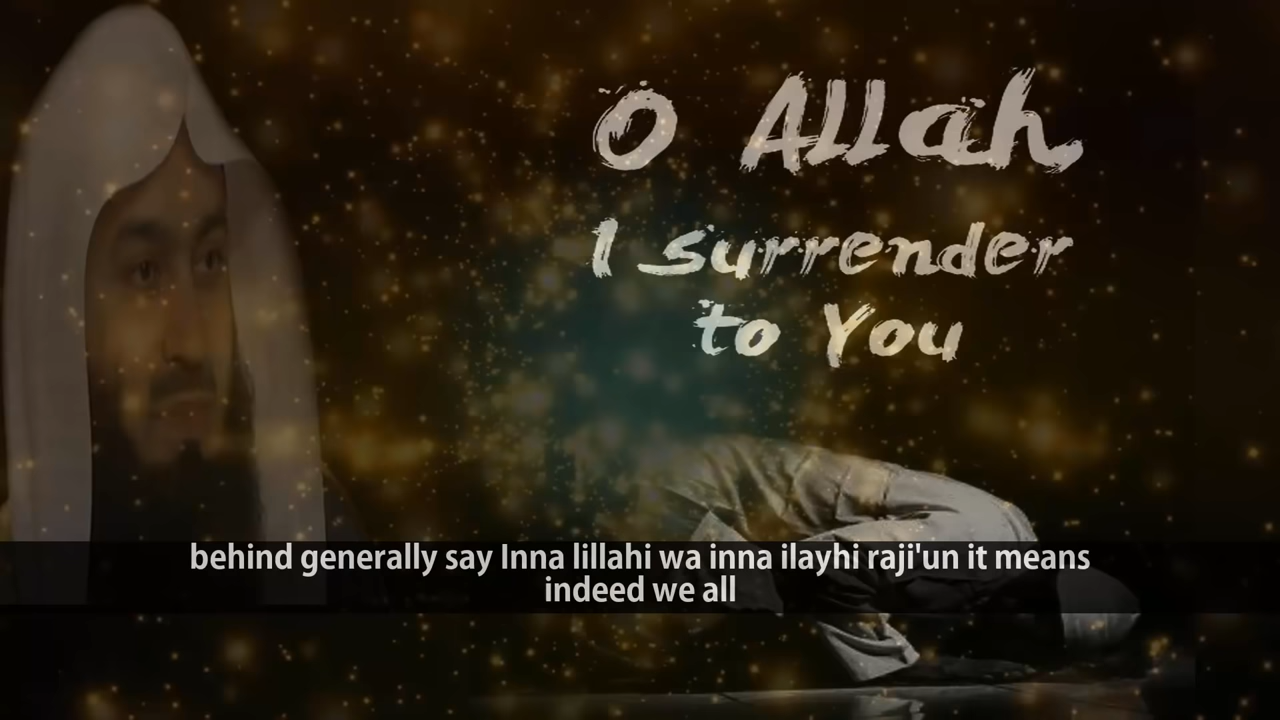 O Allah
I surrender
to You
behind generally say Inna lillahi wa inna ilayhi raji'un it means
indeed we all